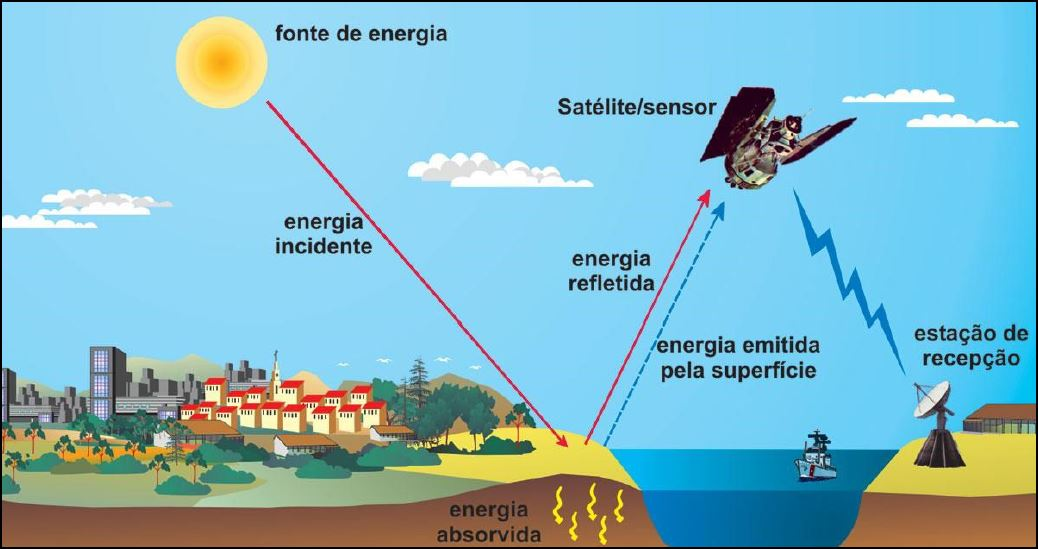 fonte de energia
Satélite/sensor
energia
incidente
energia
refletida
energia emitida
pela superfície
estação de
recepção
energia
absorvida